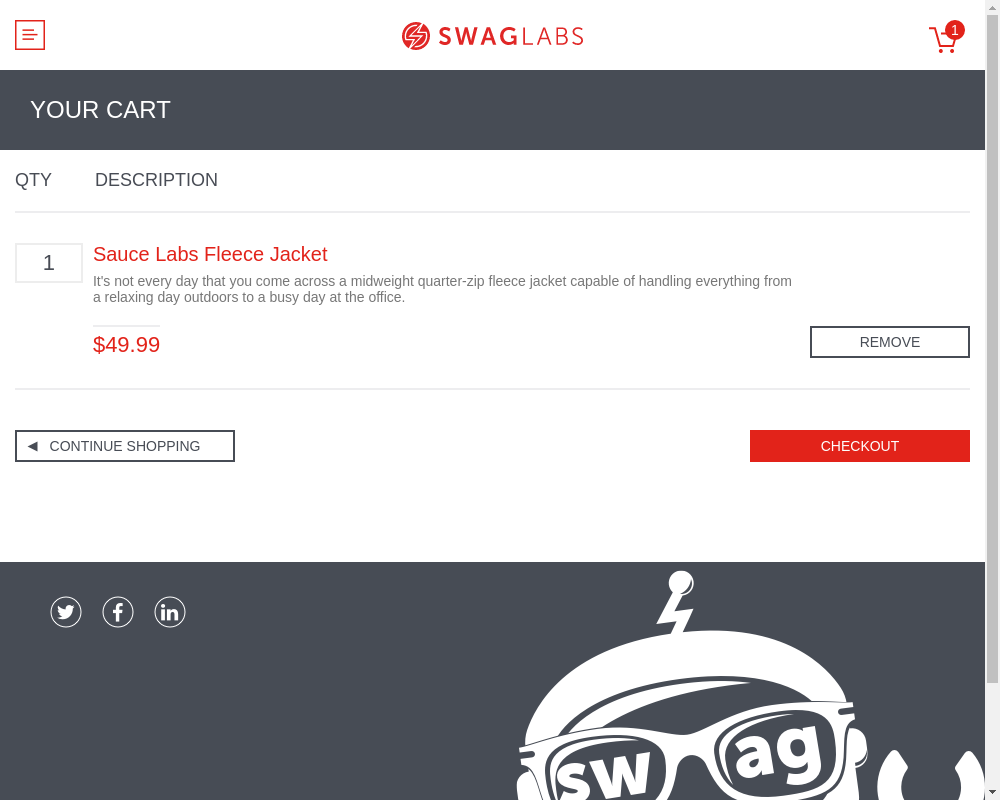 SWAGLABS
1
YOUR CART
QTY DESCRIPTION
1
Sauce Labs Fleece Jacket
It's not every day that you come across a midweight quarter-zip fleece jacket capable of handling everything from
a relaxing day outdoors to a busy day at the office.
$49.99
REMOVE
CONTINUE SHOPPING
CHECKOUT
swag